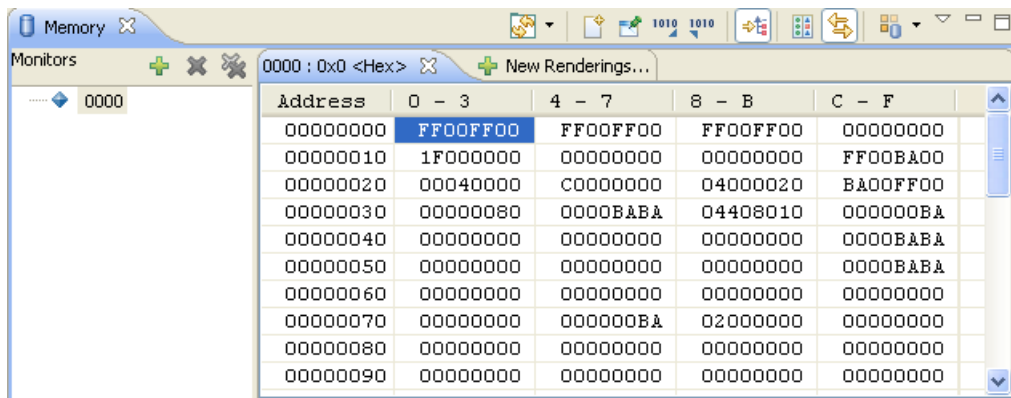 Memory
1010 1010
Monitors
0000 : 0x0 <Hex> New Renderings...
0000
Address 0 - 3 4 - 7 8 - B C - F
00000000 FF00FF00 FF00FF00 FF00FF00 00000000
00000010 1F000000 00000000 00000000 FF00BA00
00000020 00040000 C0000000 04000020 BA00FF00
00000030 00000080 0000BABA 04408010 000000BA
00000040 00000000 00000000 00000000 0000BABA
00000050 00000000 00000000 00000000 0000BABA
00000060 00000000 00000000 00000000 00000000
00000070 00000000 000000BA 02000000 00000000
00000080 00000000 00000000 00000000 00000000
00000090 00000000 00000000 00000000 00000000